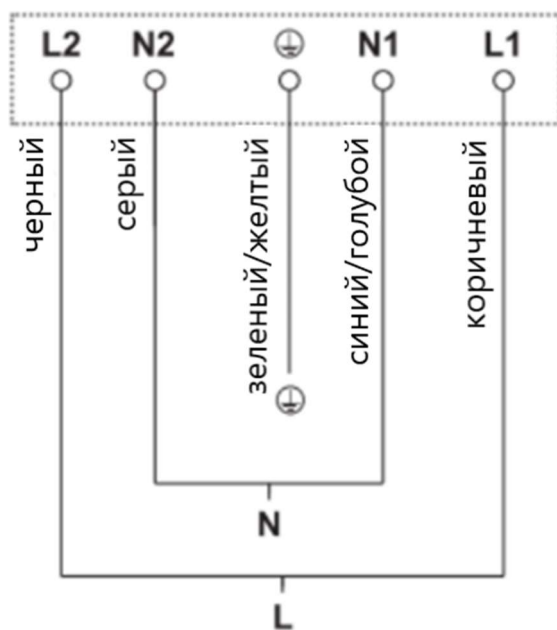 L2 N2 N1 L1
черный
серый
зеленый/желтый
синий/голубой
коричневый
N
L